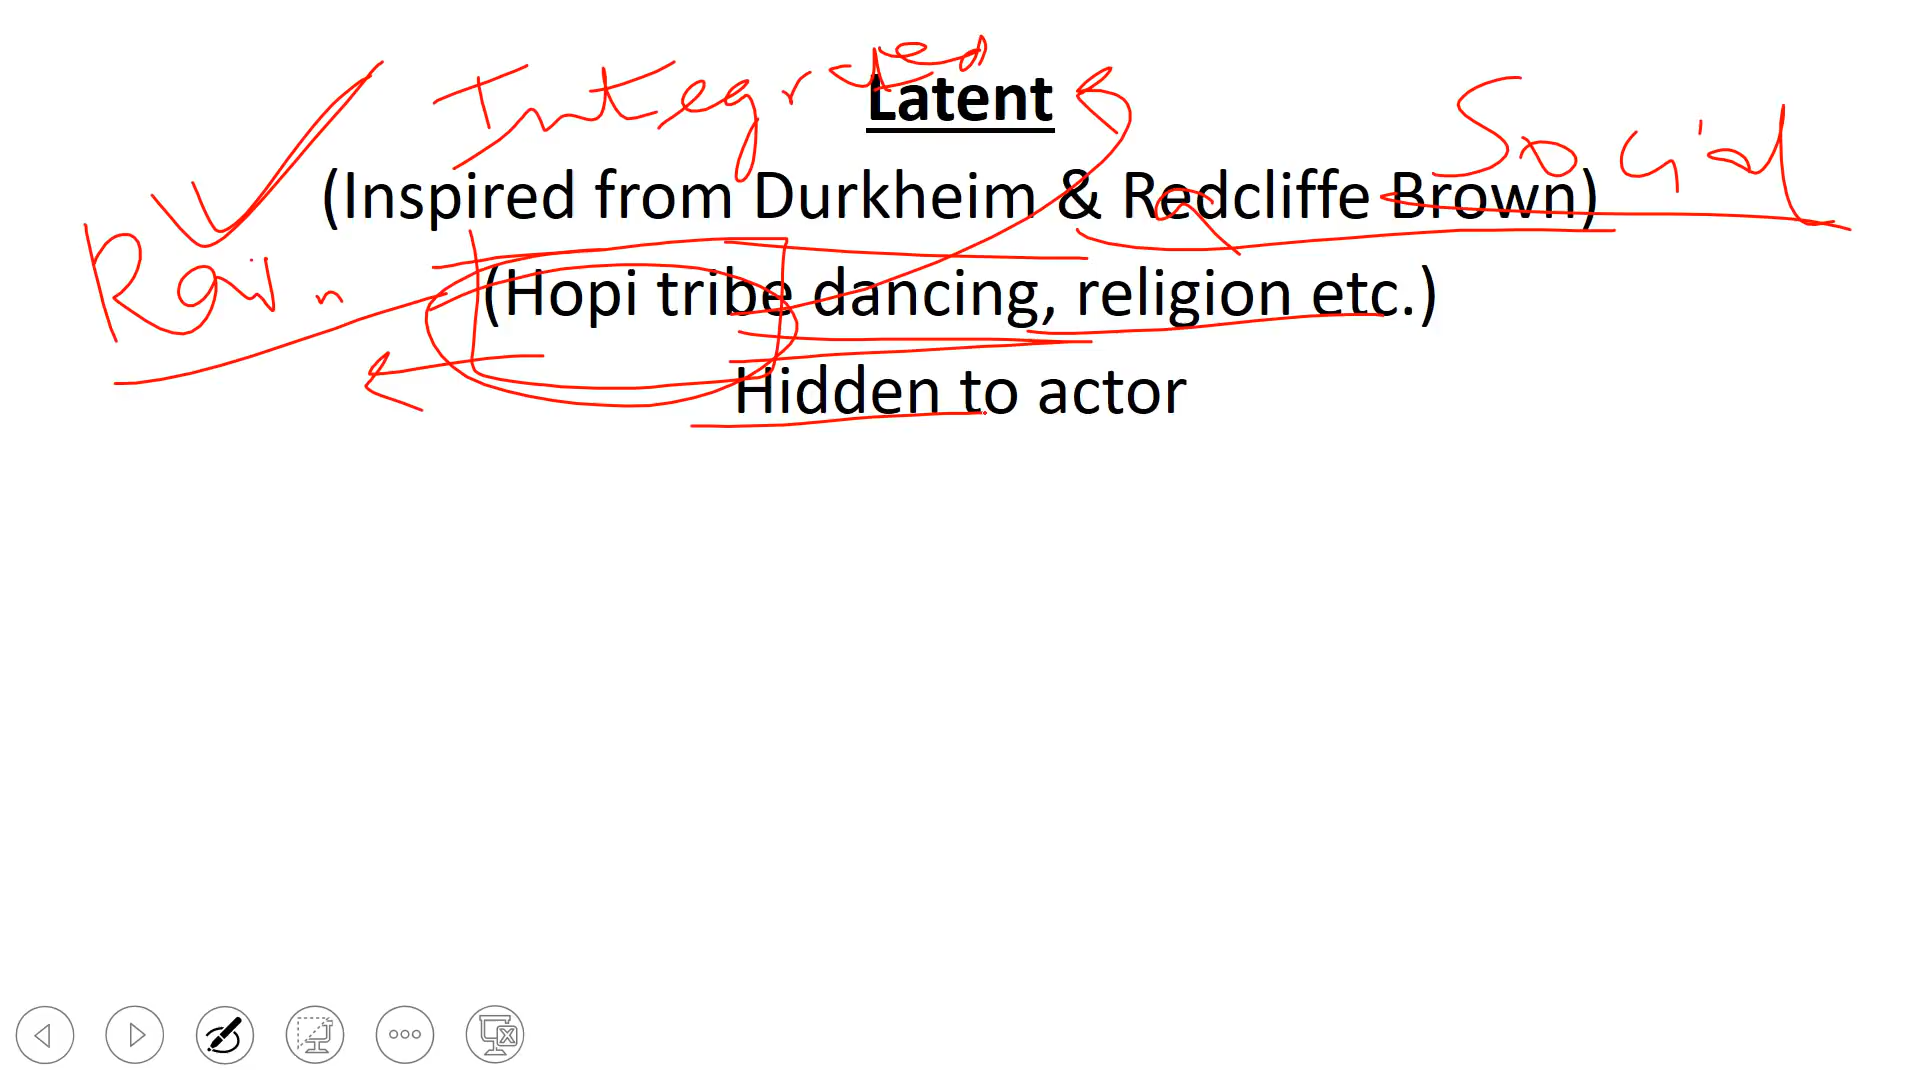 Integrated
Latent
Social
(Inspired from Durkheim & Redcliffe Brown)
Rain
(Hopi tribe dancing, religion etc.)
Hidden to actor